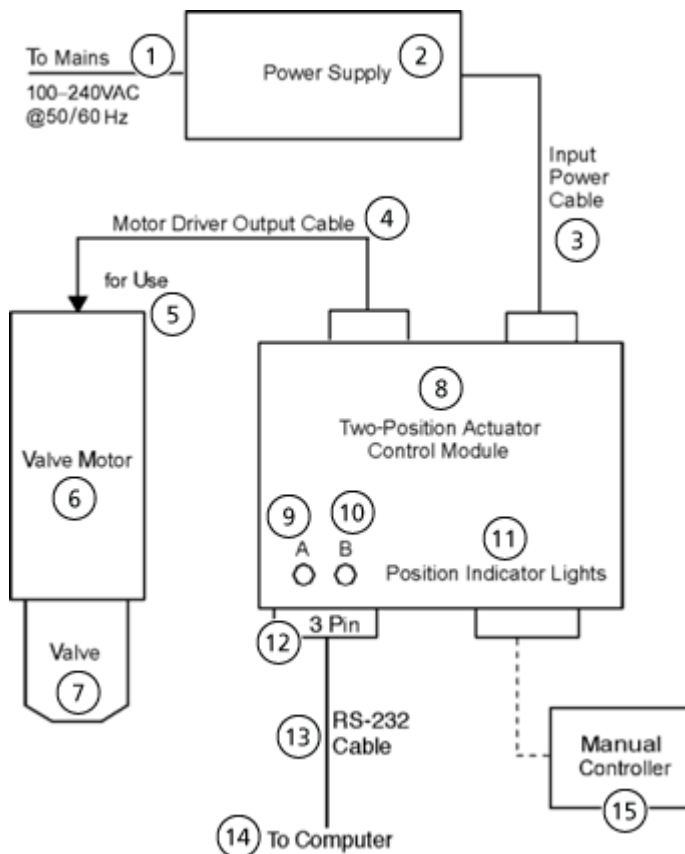 To Mains
1
100–240VAC
@50/60 Hz
Power Supply
2
Input
Power
Cable
3
Motor Driver Output Cable
4
for Use
5
Valve Motor
6
Valve
7
8
Two-Position Actuator
Control Module
9
A
10
B
11
Position Indicator Lights
12
3 Pin
13
RS-232
Cable
14
To Computer
Manual
Controller
15